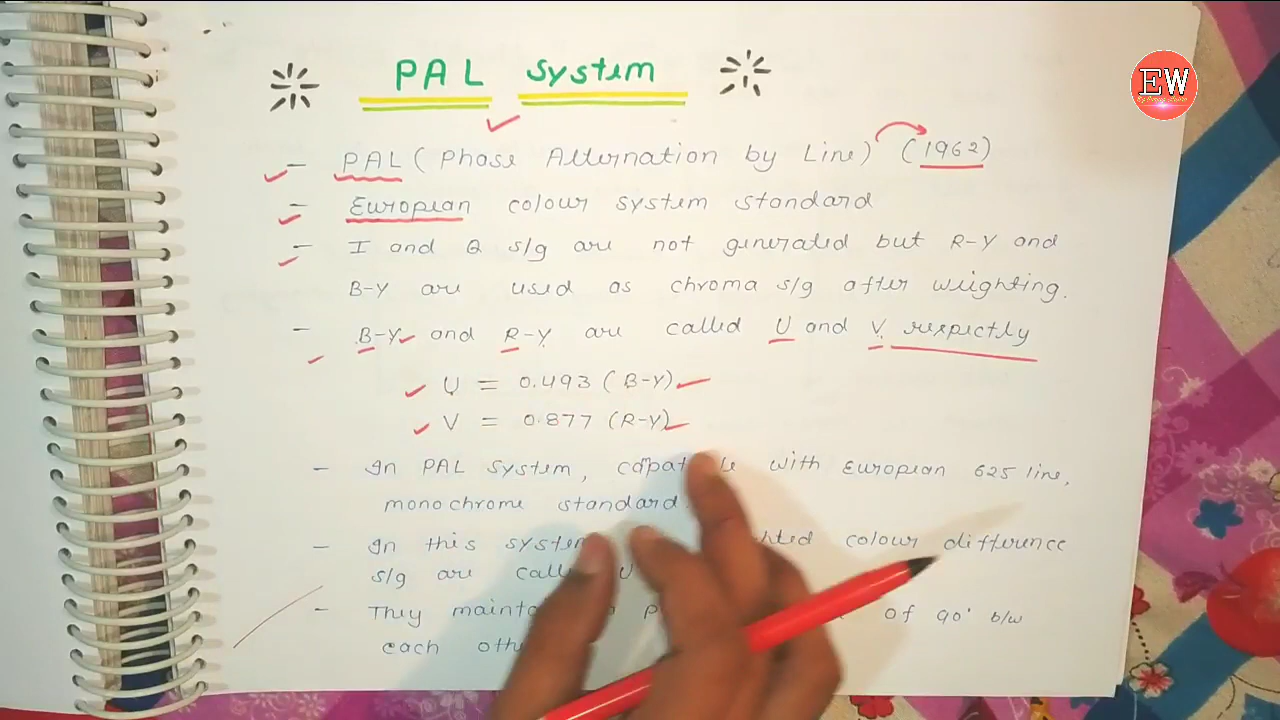 PAL System
EW
- PAL (Phase Alternation by Line) (1962)
- European colour system standard
- I and Q s/g are not generated but R-Y and
B-Y are used as chroma s/g after weighting.
- B-Y and R-Y are called U and V respectly
U = 0.493 (B-Y)
V = 0.877 (R-Y)
- In PAL system, with European 625 line,
monochrome standard.
- In this system colour difference
s/g are U
- They of 90° b/w
each